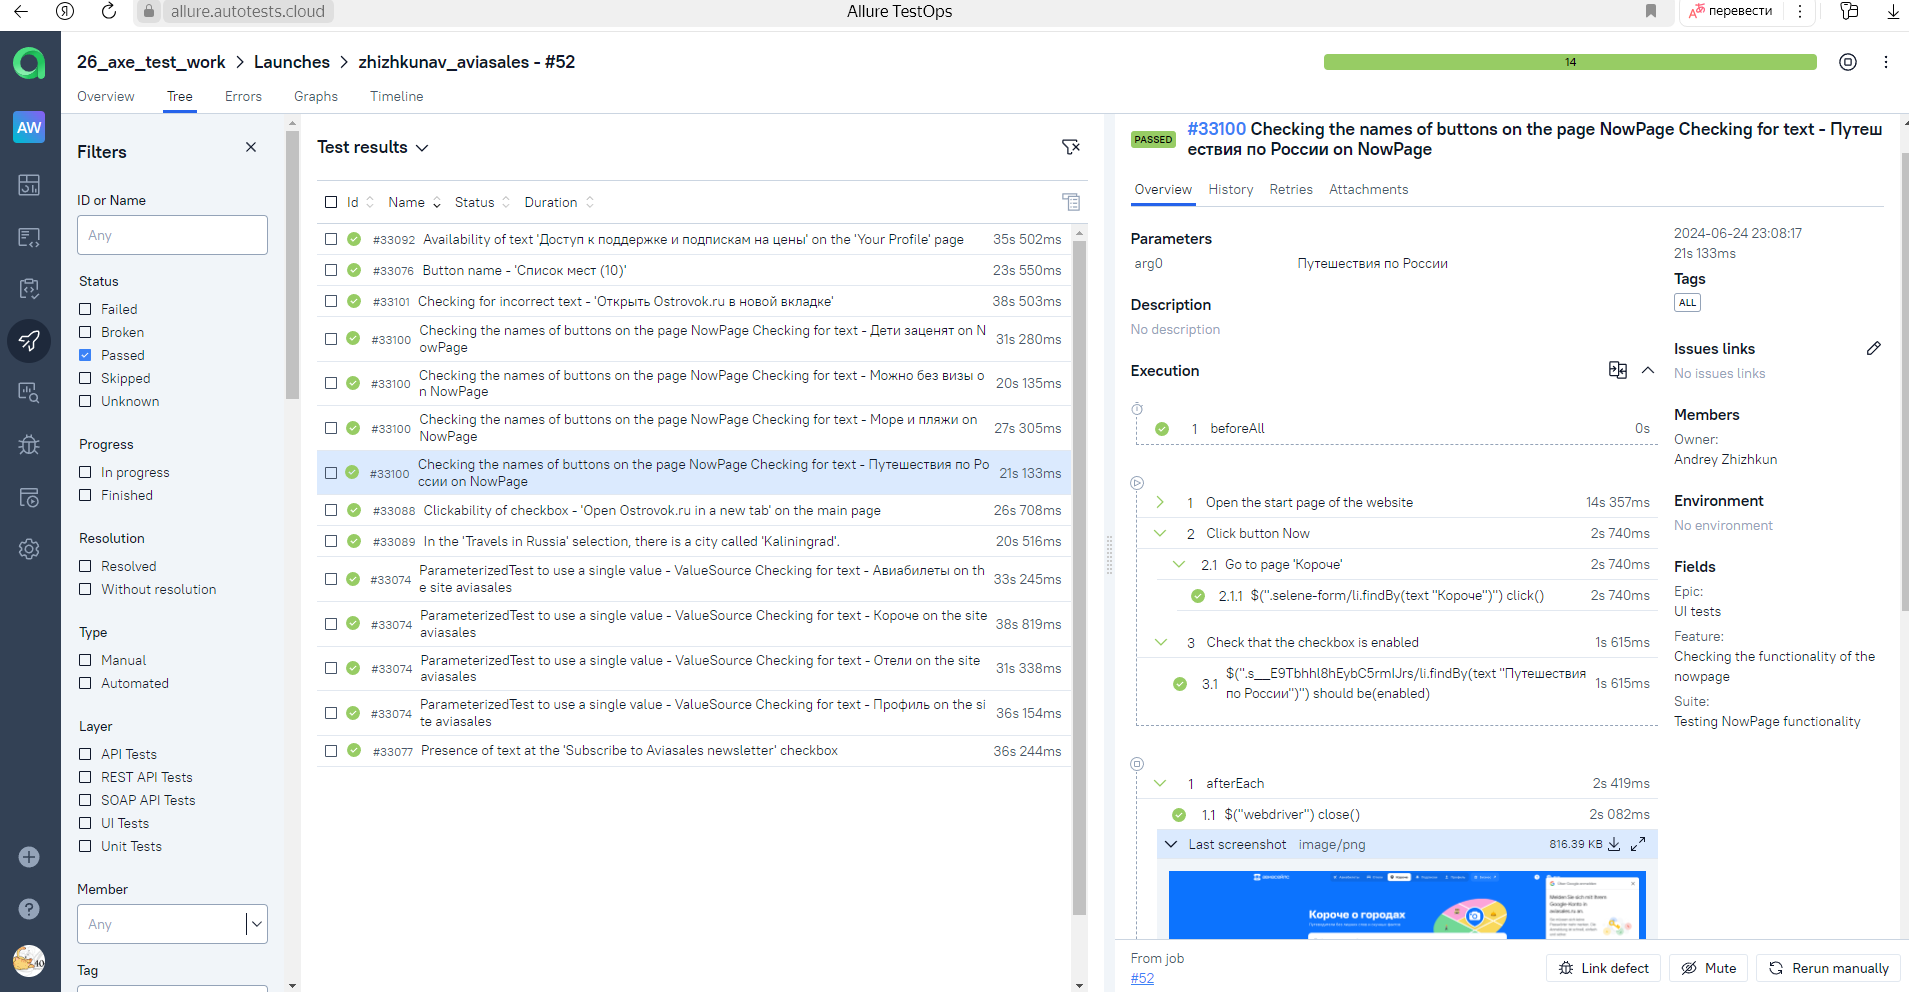 allure.autotests.cloud
Allure TestOps
перевести
26_axe_test_work > Launches > zhizhkunav_aviasales - #52
14
Overview Tree Errors Graphs Timeline
AW
Filters
ID or Name
Any
Status
Failed
Broken
Passed
Skipped
Unknown
Progress
In progress
Finished
Resolution
Resolved
Without resolution
Type
Manual
Automated
Layer
API Tests
REST API Tests
SOAP API Tests
UI Tests
Unit Tests
Member
Any
Tag
Test results
Id Name Status Duration
#33092 Availability of text 'Доступ к поддержке и подпискам на цены' on the 'Your Profile' page 35s 502ms
#33076 Button name - 'Список мест (10)' 23s 550ms
#33101 Checking for incorrect text - 'Открыть Ostrovok.ru в новой вкладке' 38s 503ms
Checking the names of buttons on the page NowPage Checking for text - Дети заценят on N
#33100 owPage 31s 280ms
Checking the names of buttons on the page NowPage Checking for text - Можно без визы o
#33100 n NowPage 20s 135ms
Checking the names of buttons on the page NowPage Checking for text - Море и пляжи on
#33100 NowPage 27s 305ms
Checking the names of buttons on the page NowPage Checking for text - Путешествия по Ро
#33100 ссии on NowPage 21s 133ms
#33088 Clickability of checkbox - 'Open Ostrovok.ru in a new tab' on the main page 26s 708ms
#33089 In the 'Travels in Russia' selection, there is a city called 'Kaliningrad'. 20s 516ms
ParameterizedTest to use a single value - ValueSource Checking for text - Авиабилеты on th
#33074 e site aviasales 33s 245ms
ParameterizedTest to use a single value - ValueSource Checking for text - Короче on the site
#33074 aviasales 38s 819ms
ParameterizedTest to use a single value - ValueSource Checking for text - Отели on the site
#33074 aviasales 31s 338ms
ParameterizedTest to use a single value - ValueSource Checking for text - Профиль on the si
#33074 te aviasales 36s 154ms
#33077 Presence of text at the 'Subscribe to Aviasales newsletter' checkbox 36s 244ms
PASSED #33100 Checking the names of buttons on the page NowPage Checking for text - Путеш
ествия по России on NowPage
Overview History Retries Attachments
Parameters
arg0 Путешествия по России
Description
No description
Execution
1 beforeAll 0s
1 Open the start page of the website 14s 357ms
2 Click button Now 2s 740ms
2.1 Go to page 'Короче' 2s 740ms
2.1.1 $(".selene-form/li.findBy(text "Короче")") click() 2s 740ms
3 Check that the checkbox is enabled 1s 615ms
3.1 $(".s__E9Tbhhl8hEybC5rmIJrs/li.findBy(text "Путешествия
по России")") should be(enabled) 1s 615ms
1 afterEach 2s 419ms
1.1 $("webdriver") close() 2s 082ms
Last screenshot image/png 816.39 KB
Короче о городах
2024-06-24 23:08:17
21s 133ms
Tags
ALL
Issues links
No issues links
Members
Owner:
Andrey Zhizhkun
Environment
No environment
Fields
Epic:
UI tests
Feature:
Checking the functionality of the
nowpage
Suite:
Testing NowPage functionality
From job
#52
Link defect Mute Rerun manually